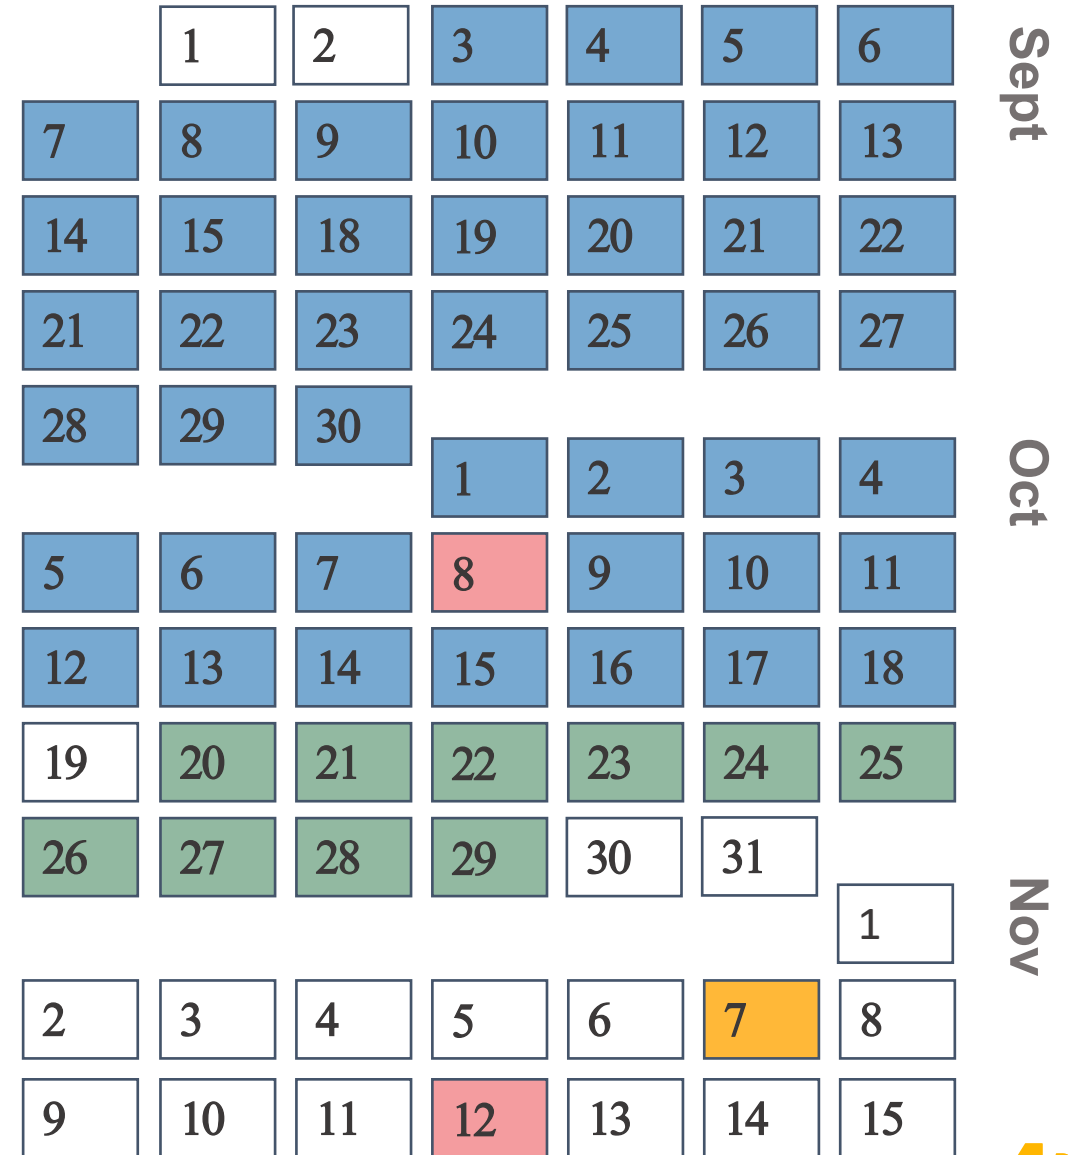 Sept
1 2 3 4 5 6
7 8 9 10 11 12 13
14 15 18 19 20 21 22
21 22 23 24 25 26 27
28 29 30
Oct
1 2 3 4
5 6 7 8 9 10 11
12 13 14 15 16 17 18
19 20 21 22 23 24 25
26 27 28 29 30 31
Nov
1
2 3 4 5 6 7 8
9 10 11 12 13 14 15